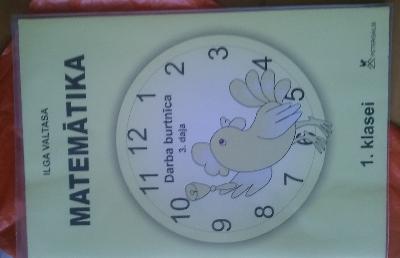 ILGA VALTASA
MATEMĀTIKA
12
1
2
3
5
7
8
9
10
11
Darba burtnīca
3. daļa
1. klasei